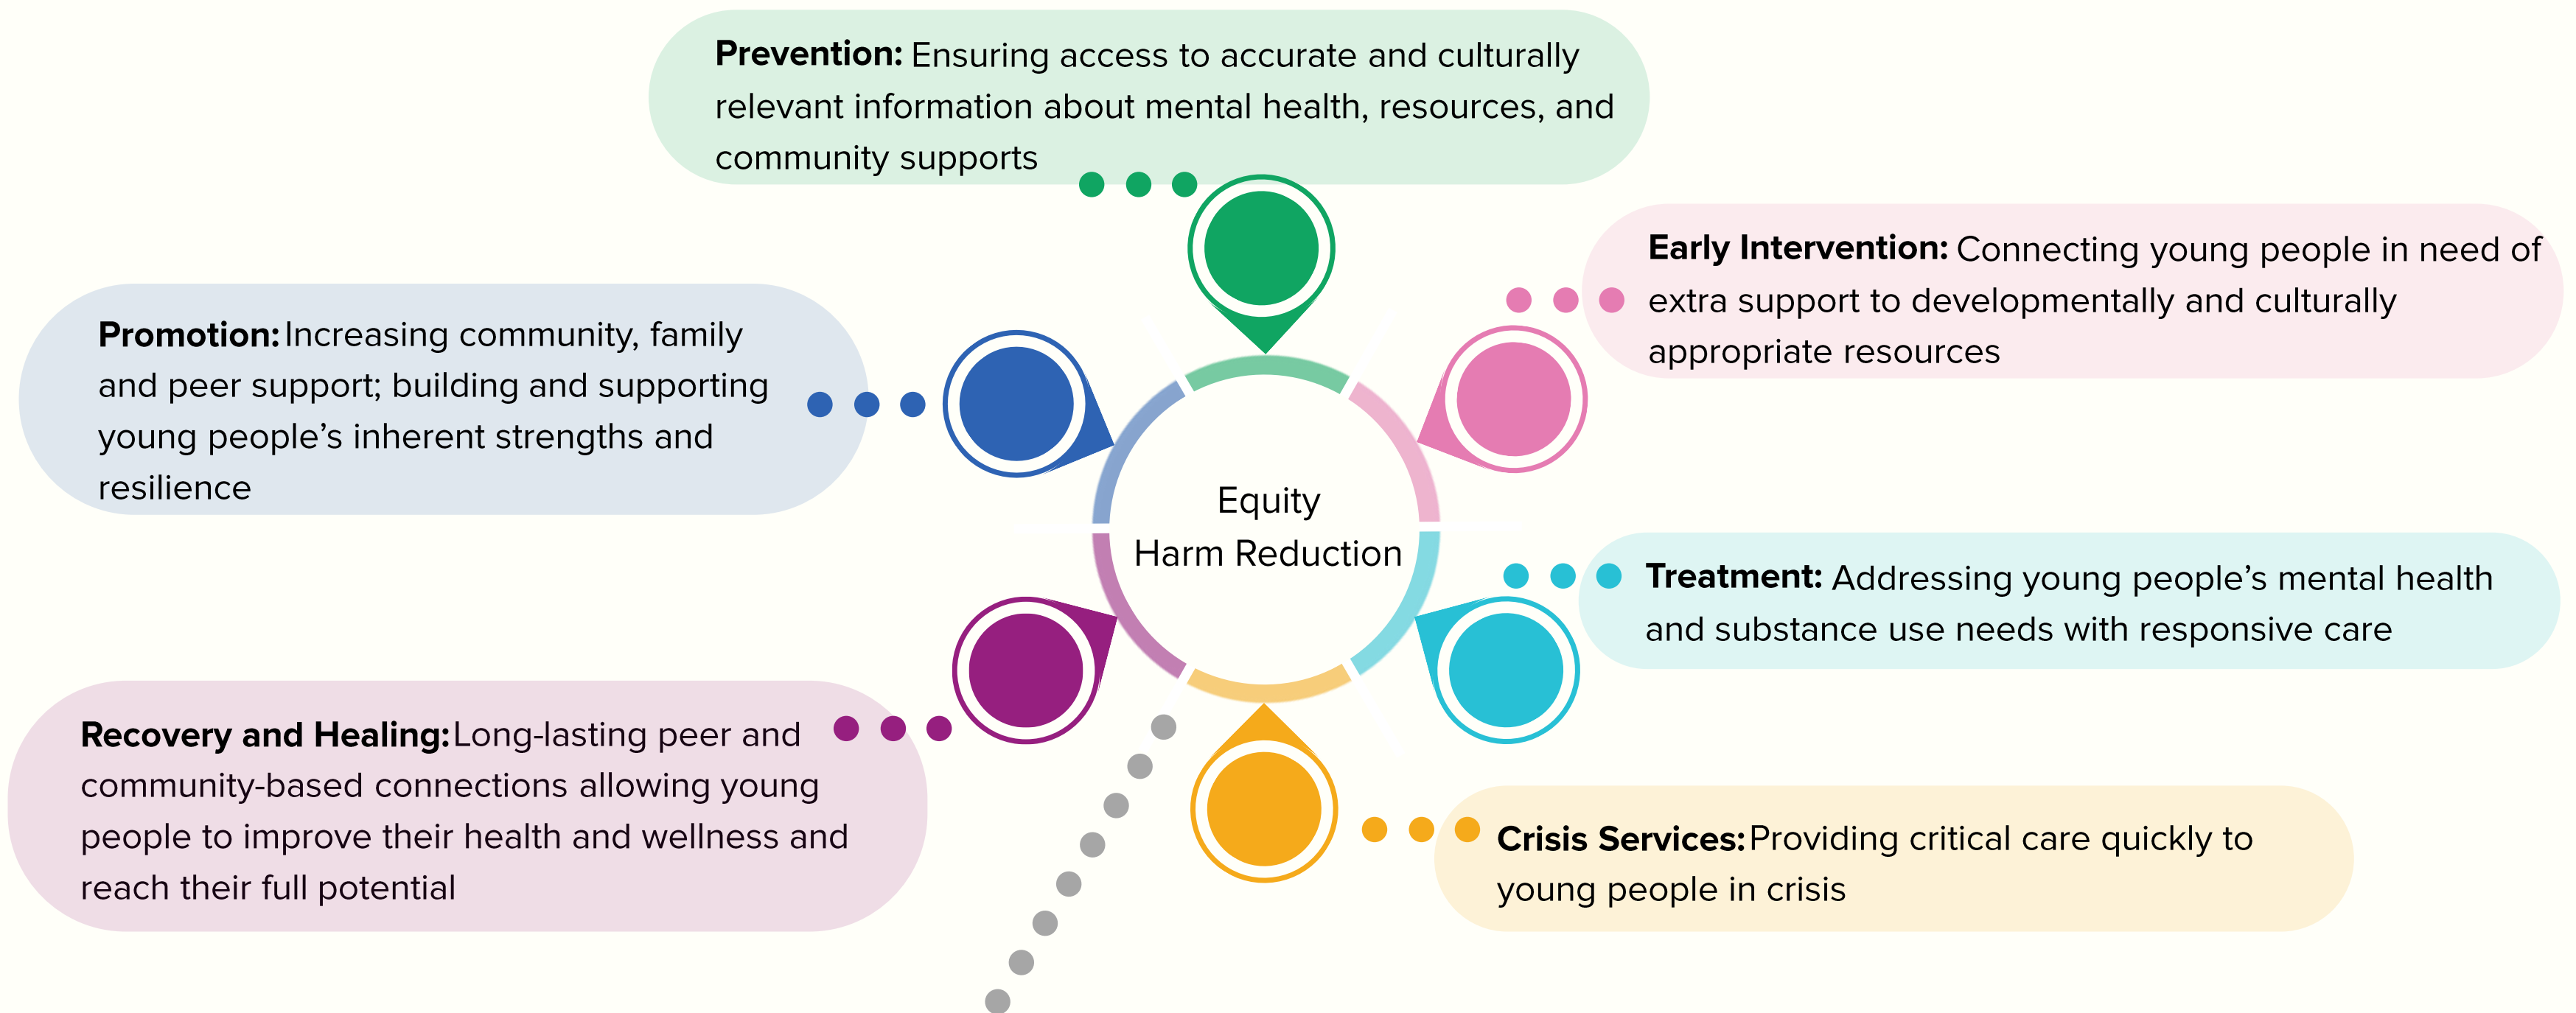 Prevention: Ensuring access to accurate and culturally
relevant information about mental health, resources, and
community supports
Early Intervention: Connecting young people in need of
extra support to developmentally and culturally
appropriate resources
Promotion: Increasing community, family
and peer support; building and supporting
young people’s inherent strengths and
resilience
Equity
Harm Reduction
Treatment: Addressing young people’s mental health
and substance use needs with responsive care
Recovery and Healing: Long-lasting peer and
community-based connections allowing young
people to improve their health and wellness and
reach their full potential
Crisis Services: Providing critical care quickly to
young people in crisis